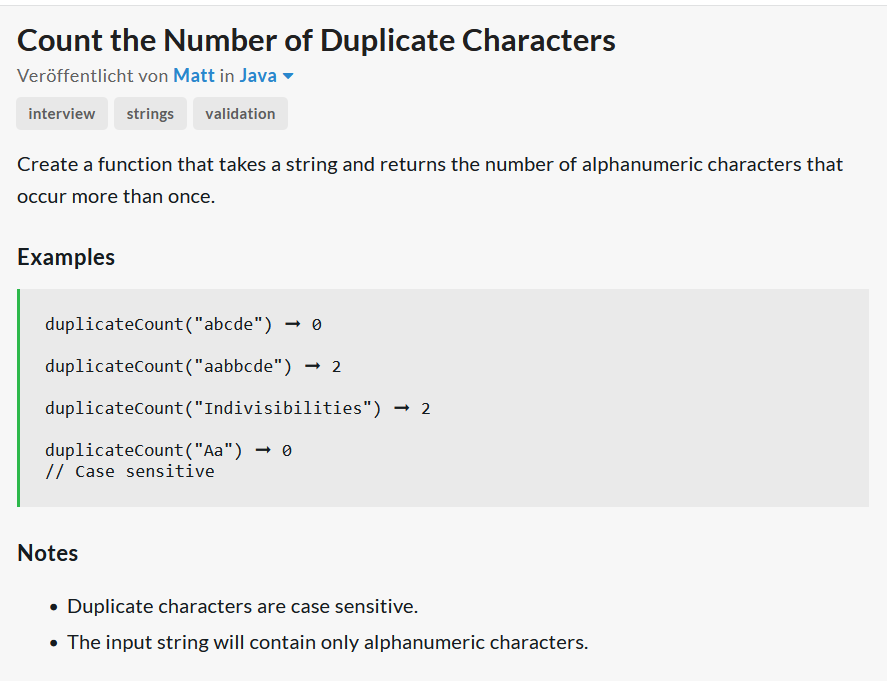 Count the Number of Duplicate Characters
Veröffentlicht von Matt in Java
interview strings validation
Create a function that takes a string and returns the number of alphanumeric characters that
occur more than once.
Examples
duplicateCount("abcde") ➞ 0
duplicateCount("aabbcde") ➞ 2
duplicateCount("Indivisibilities") ➞ 2
duplicateCount("Aa") ➞ 0
// Case sensitive
Notes
• Duplicate characters are case sensitive.
• The input string will contain only alphanumeric characters.